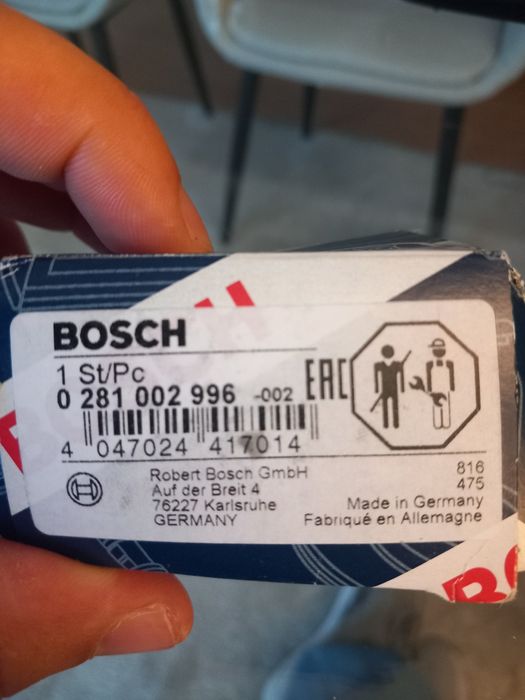 BOSCH
1 St/Pc
0 281 002 996 -002 EAC
4 047024 417014
Robert Bosch GmbH
Auf der Breit 4
76227 Karlsruhe
GERMANY
816
475
Made in Germany
Fabriqué en Allemagne